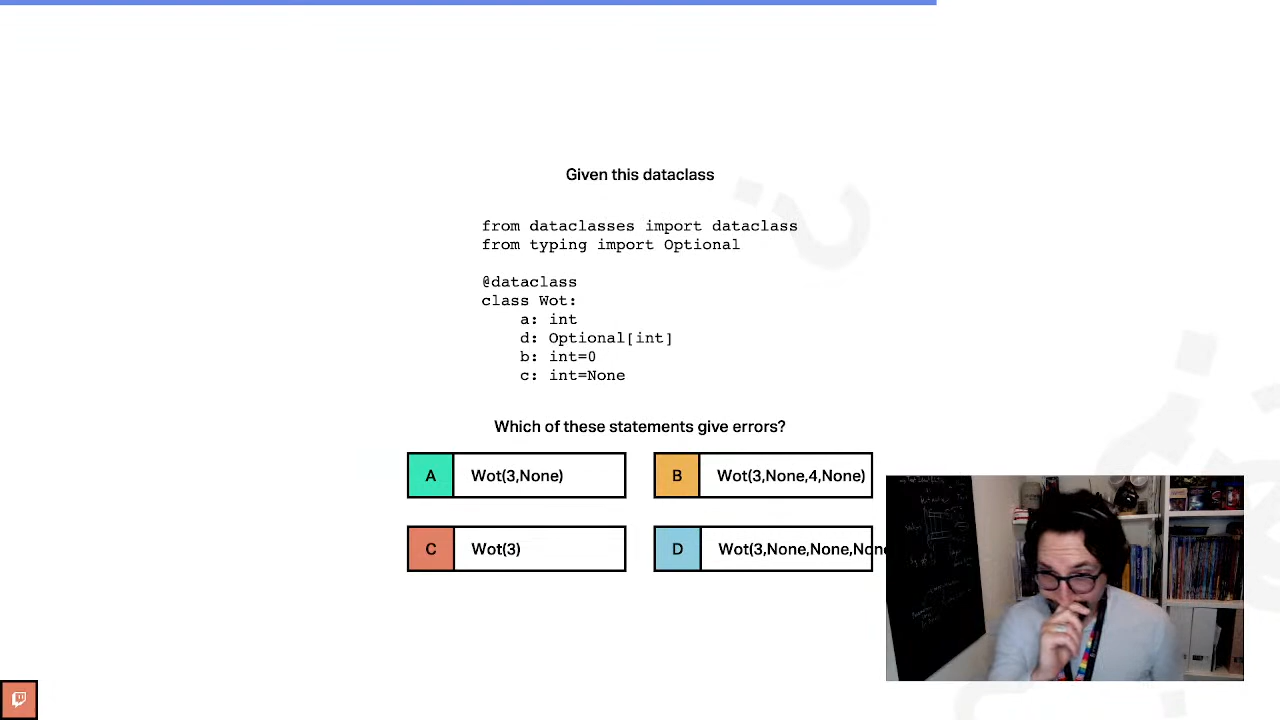 Given this dataclass
from dataclasses import dataclass
from typing import Optional
@dataclass
class Wot:
    a: int
    d: Optional[int]
    b: int=0
    c: int=None
Which of these statements give errors?
A Wot(3,None)
B Wot(3,None,4,None)
C Wot(3)
D Wot(3,None,None,None